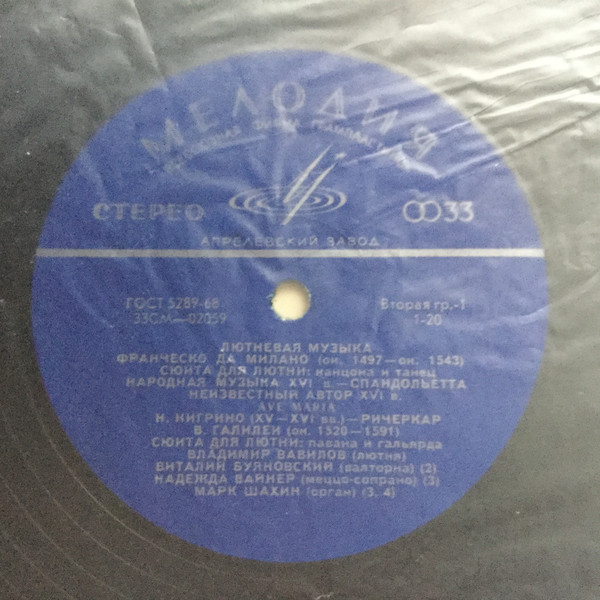 МЕЛОДИЯ
ФИРМА ГРАМПЛАСТИНОК
СТЕРЕО
33
АПРЕЛЕВСКИЙ ЗАВОД
ГОСТ 5289-68
Вторая гр.-1
33СМ—02059
1-20
ЛЮТНЕВАЯ МУЗЫКА
ФРАНЧЕСКО ДА МИЛАНО (ок. 1497—ок. 1543)
СЮИТА ДЛЯ ЛЮТНИ: канцона и танец
НАРОДНАЯ МУЗЫКА XVI в.—СПАНДОЛЬЕТТА
НЕИЗВЕСТНЫЙ АВТОР XVI в.
AVE MARIA
Н. НИГРИНО (XV—XVI вв.)—РИЧЕРКАР
В. ГАЛИЛЕИ (ок. 1520—1591)
СЮИТА ДЛЯ ЛЮТНИ: павана и гальярда
ВЛАДИМИР ВАВИЛОВ (лютня)
ВИТАЛИЙ БУЯНОВСКИЙ (валторна) (2)
НАДЕЖДА ВАЙНЕР (меццо-сопрано) (3)
МАРК ШАХИН (орган) (3, 4)